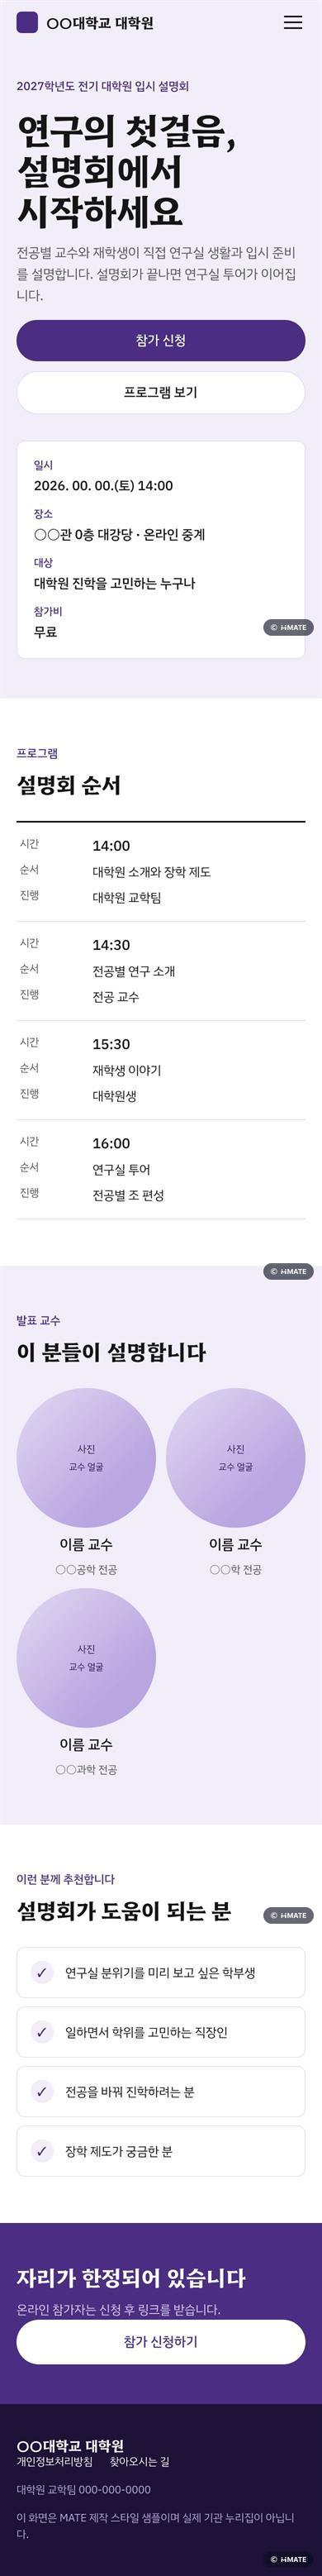 ○○대학교 대학원
2027학년도 전기 대학원 입시 설명회
연구의 첫걸음,
설명회에서
시작하세요
전공별 교수와 재학생이 직접 연구실 생활과 입시 준비
를 설명합니다. 설명회가 끝나면 연구실 투어가 이어집
니다.
참가 신청
프로그램 보기
일시
2026. 00. 00.(토) 14:00
장소
○○관 0층 대강당 · 온라인 중계
대상
대학원 진학을 고민하는 누구나
참가비
무료
© MATE
프로그램
설명회 순서
시간 14:00
순서 대학원 소개와 장학 제도
진행 대학원 교학팀
시간 14:30
순서 전공별 연구 소개
진행 전공 교수
시간 15:30
순서 재학생 이야기
진행 대학원생
시간 16:00
순서 연구실 투어
진행 전공별 조 편성
© MATE
발표 교수
이 분들이 설명합니다
사진 사진
교수 얼굴 교수 얼굴
이름 교수 이름 교수
○○공학 전공 ○○학 전공
사진
교수 얼굴
이름 교수
○○과학 전공
이런 분께 추천합니다
설명회가 도움이 되는 분
© MATE
✓ 연구실 분위기를 미리 보고 싶은 학부생
✓ 일하면서 학위를 고민하는 직장인
✓ 전공을 바꿔 진학하려는 분
✓ 장학 제도가 궁금한 분
자리가 한정되어 있습니다
온라인 참가자는 신청 후 링크를 받습니다.
참가 신청하기
○○대학교 대학원
개인정보처리방침 찾아오시는 길
대학원 교학팀 000-000-0000
이 화면은 MATE 제작 스타일 샘플이며 실제 기관 누리집이 아닙니
다.
© MATE